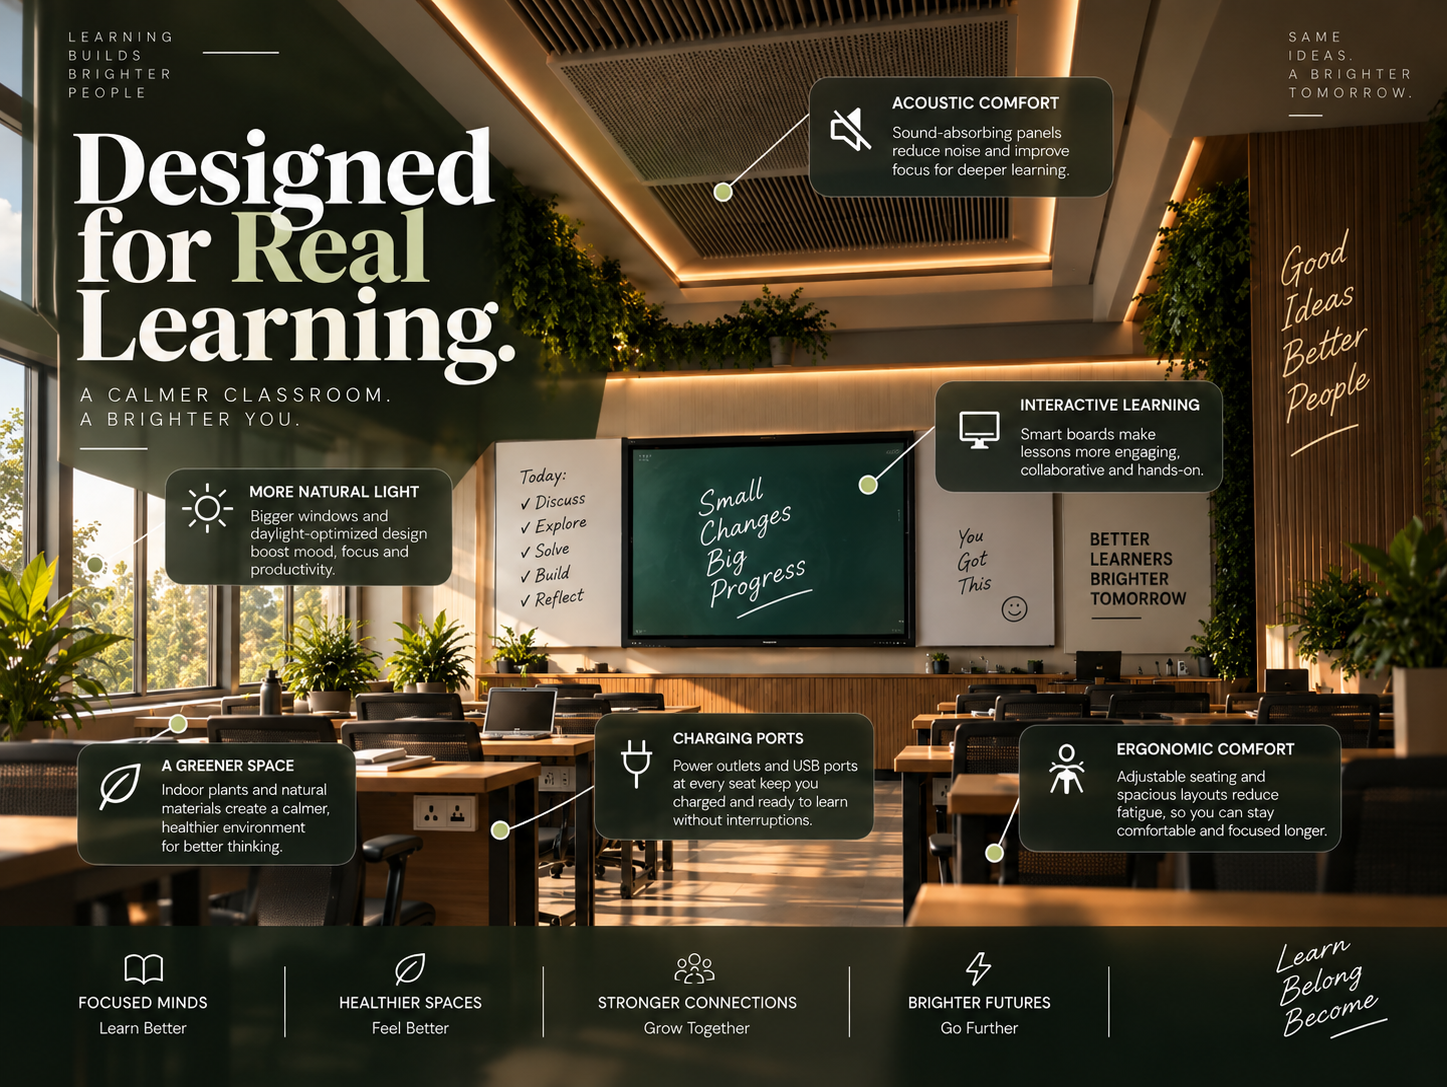 LEARNING
BUILDS
BRIGHTER
PEOPLE
SAME
IDEAS.
A BRIGHTER
TOMORROW.
Designed
for Real
Learning.
A CALMER CLASSROOM.
A BRIGHTER YOU.
ACOUSTIC COMFORT
Sound-absorbing panels
reduce noise and improve
focus for deeper learning.
Good
Ideas
Better
People
INTERACTIVE LEARNING
Smart boards make
lessons more engaging,
collaborative and hands-on.
MORE NATURAL LIGHT
Bigger windows and
daylight-optimized design
boost mood, focus and
productivity.
Today:
✓ Discuss
✓ Explore
✓ Solve
✓ Build
✓ Reflect
Small
Changes
Big
Progress
You
Got
This
BETTER
LEARNERS
BRIGHTER
TOMORROW
A GREENER SPACE
Indoor plants and natural
materials create a calmer,
healthier environment
for better thinking.
CHARGING PORTS
Power outlets and USB ports
at every seat keep you
charged and ready to learn
without interruptions.
ERGONOMIC COMFORT
Adjustable seating and
spacious layouts reduce
fatigue, so you can stay
comfortable and focused longer.
FOCUSED MINDS
Learn Better
HEALTHIER SPACES
Feel Better
STRONGER CONNECTIONS
Grow Together
BRIGHTER FUTURES
Go Further
Learn
Belong
Become